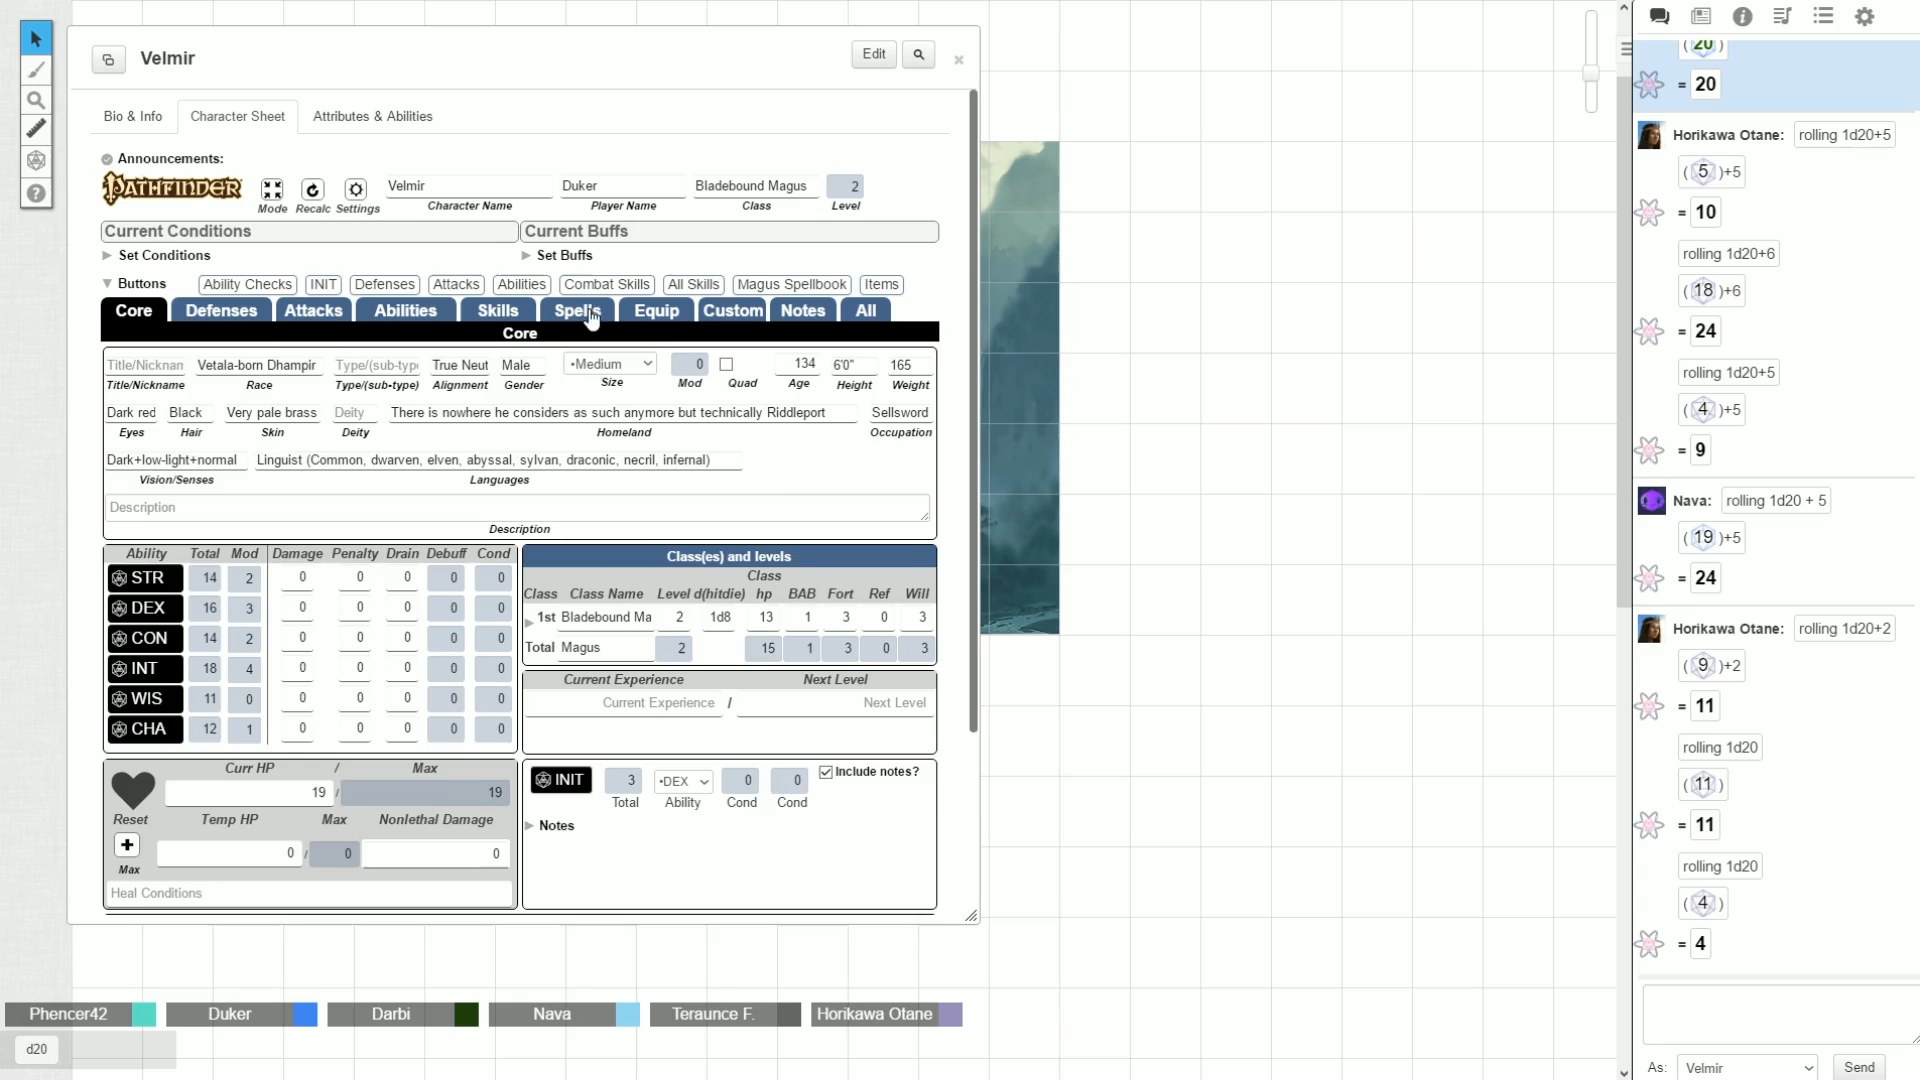 Velmir
Edit
×
Bio & Info
Character Sheet
Attributes & Abilities
Announcements:
PATHFINDER
Mode
Recalc
Settings
Velmir
Character Name
Duker
Player Name
Bladebound Magus
Class
2
Level
Current Conditions
Current Buffs
Set Conditions
Set Buffs
Buttons
Ability Checks
INIT
Defenses
Attacks
Abilities
Combat Skills
All Skills
Magus Spellbook
Items
Core
Defenses
Attacks
Abilities
Skills
Spells
Equip
Custom
Notes
All
Core
Title/Nicknan
Vetala-born Dhampir
Type/(sub-type
True Neut
Male
•Medium
0
134
6'0"
165
Title/Nickname
Race
Type/(sub-type)
Alignment
Gender
Size
Mod
Quad
Age
Height
Weight
Dark red
Black
Very pale brass
Deity
There is nowhere he considers as such anymore but technically Riddleport
Sellsword
Eyes
Hair
Skin
Deity
Homeland
Occupation
Dark+low-light+normal
Linguist (Common, dwarven, elven, abyssal, sylvan, draconic, necril, infernal)
Vision/Senses
Languages
Description
Description
Ability Total Mod Damage Penalty Drain Debuff Cond
STR 14 2 0 0 0 0 0
DEX 16 3 0 0 0 0 0
CON 14 2 0 0 0 0 0
INT 18 4 0 0 0 0 0
WIS 11 0 0 0 0 0 0
CHA 12 1 0 0 0 0 0
Class(es) and levels
Class
Class Class Name Level d(hitdie) hp BAB Fort Ref Will
1st Bladebound Ma 2 1d8 13 1 3 0 3
Total Magus 2 15 1 3 0 3
Current Experience
Next Level
Current Experience / Next Level
Curr HP / Max
19 / 19
Reset
Temp HP
Max
Nonlethal Damage
0 / 0
0
Max
Heal Conditions
INIT
3
•DEX
0
0
Include notes?
Total
Ability
Cond
Cond
Notes
Phencer42
Duker
Darbi
Nava
Teraunce F.
Horikawa Otane
d20
(20)
= 20
Horikawa Otane: rolling 1d20+5
(5)+5
= 10
rolling 1d20+6
(18)+6
= 24
rolling 1d20+5
(4)+5
= 9
Nava: rolling 1d20 + 5
(19)+5
= 24
Horikawa Otane: rolling 1d20+2
(9)+2
= 11
rolling 1d20
(11)
= 11
rolling 1d20
(4)
= 4
As:
Velmir
Send